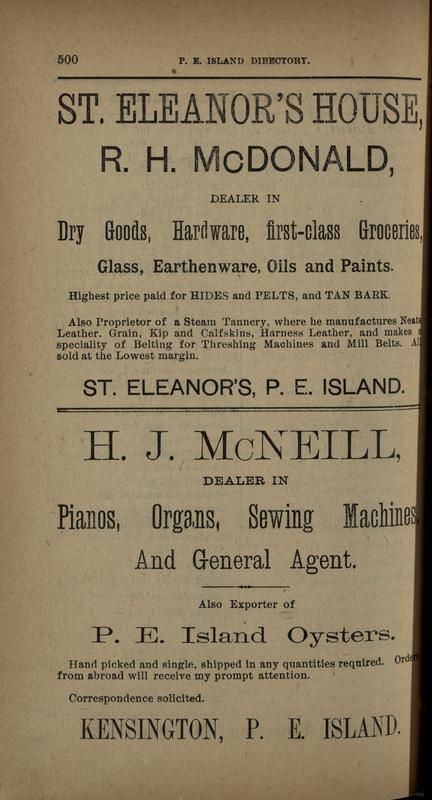 500
P. E. ISLAND DIRECTORY.
ST. ELEANOR'S HOUSE,
R. H. McDONALD,
DEALER IN
Dry Goods, Hardware, first-class Groceries,
Glass, Earthenware, Oils and Paints.
Highest price paid for HIDES and PELTS, and TAN BARK.
Also Proprietor of a Steam Tannery, where he manufactures Neats
Leather, Grain, Kip and Calfskins, Harness Leather, and makes a
speciality of Belting for Threshing Machines and Mill Belts. All
sold at the Lowest margin.
ST. ELEANOR'S, P. E. ISLAND.
H. J. McNEILL,
DEALER IN
Pianos, Organs, Sewing Machines
And General Agent.
Also Exporter of
P. E. Island Oysters.
Hand picked and single, shipped in any quantities required. Orders
from abroad will receive my prompt attention.
Correspondence solicited.
KENSINGTON, P. E. ISLAND.